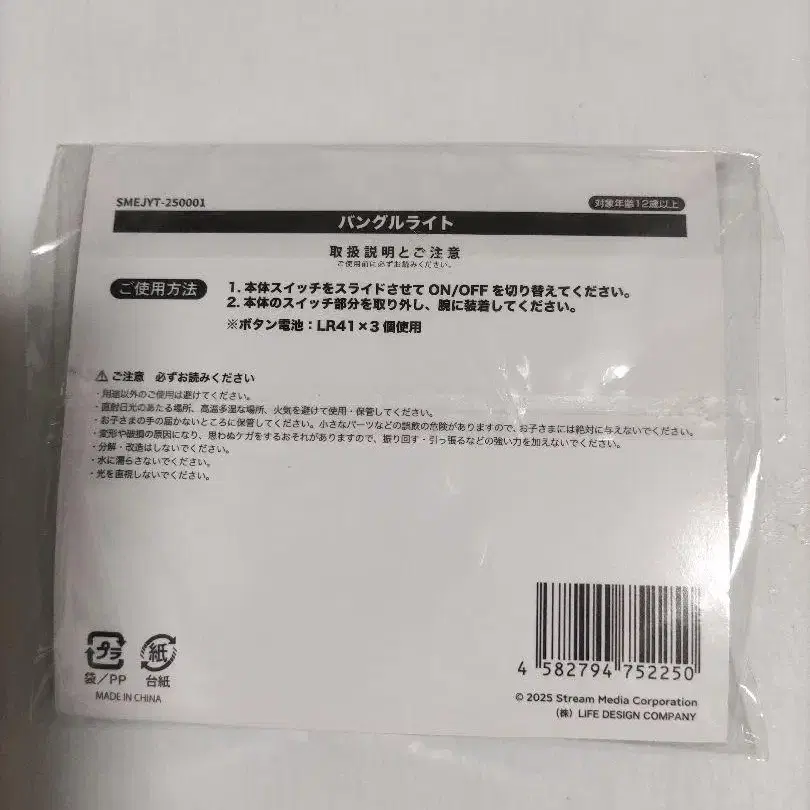 SMEJYT-250001
対象年齢12歳以上
バングルライト
取扱説明とご注意
ご使用前に必ずお読みください。
ご使用方法
1. 本体スイッチをスライドさせて ON/OFF を切り替えてください。
2. 本体のスイッチ部分を取り外し、腕に装着してください。
※ボタン電池：LR41×3 個使用
ご注意 必ずお読みください
・用途以外のご使用は避けてください。
・直射日光のあたる場所、高温多湿な場所、火気を避けて使用・保管してください。
・お子さまの手の届かないところに保管してください。小さなパーツなどの誤飲の危険がありますので、お子さまには絶対に与えないでください。
・変形や破損の原因になり、思わぬケガをするおそれがありますので、振り回す・引っ張るなどの強い力を加えないでください。
・分解・改造はしないでください。
・水に濡らさないでください。
・光を直視しないでください。
プラ
紙
袋／PP
台紙
MADE IN CHINA
4 582794 752250
© 2025 Stream Media Corporation
（株）LIFE DESIGN COMPANY